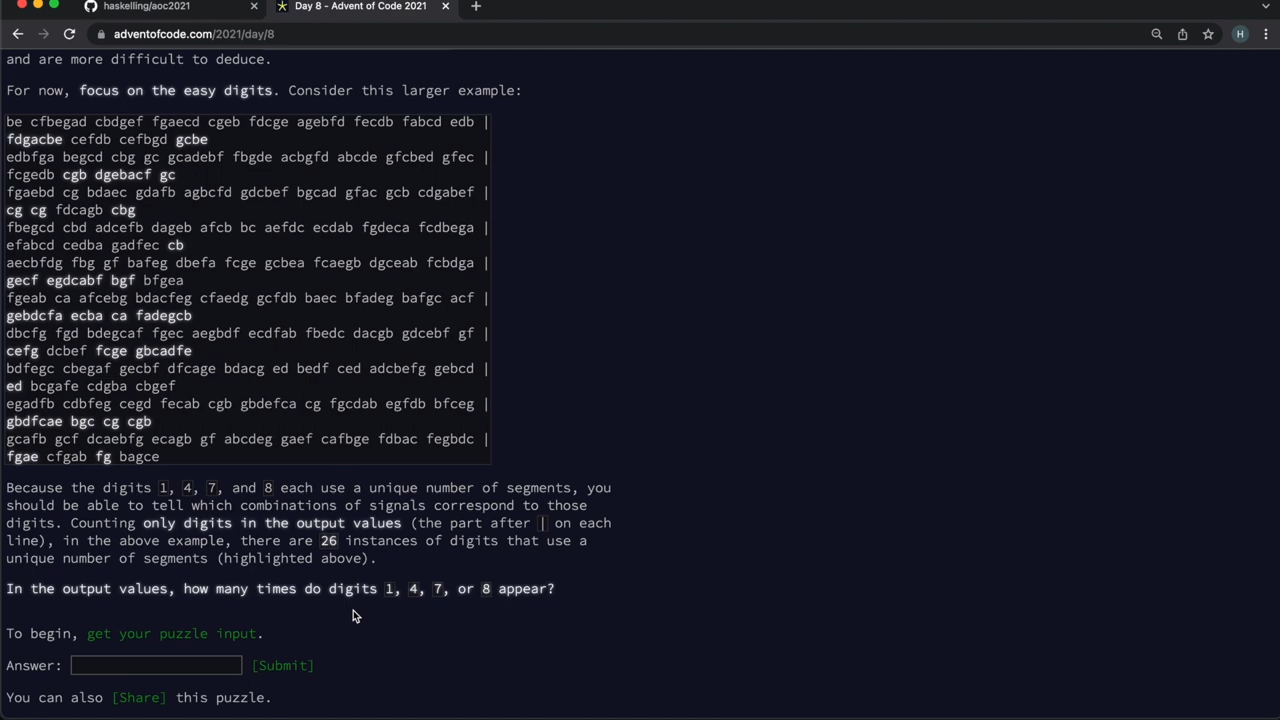 haskelling/aoc2021
Day 8 - Advent of Code 2021
adventofcode.com/2021/day/8
H
and are more difficult to deduce.
For now, focus on the easy digits. Consider this larger example:
be cfbegad cbdgef fgaecd cgeb fdcge agebfd fecdb fabcd edb |
fdgacbe cefdb cefbgd gcbe
edbfga begcd cbg gc gcadebf fbgde acbgfd abcde gfcbed gfec |
fcgedb cgb dgebacf gc
fgaebd cg bdaec gdafb agbcfd gdcbef bgcad gfac gcb cdgabef |
cg cg fdcagb cbg
fbegcd cbd adcefb dageb afcb bc aefdc ecdab fgdeca fcdbega |
efabcd cedba gadfec cb
aecbfdg fbg gf bafeg dbefa fcge gcbea fcaegb dgceab fcbdga |
gecf egdcabf bgf bfgea
fgeab ca afcebg bdacfeg cfaedg gcfdb baec bfadeg bafgc acf |
gebdcfa ecba ca fadegcb
dbcfg fgd bdegcaf fgec aegbdf ecdfab fbedc dacgb gdcebf gf |
cefg dcbef fcge gbcadfe
bdfegc cbegaf gecbf dfcage bdacg ed bedf ced adcbefg gebcd |
ed bcgafe cdgba cbgef
egadfb cdbfeg cegd fecab cgb gbdefca cg fgcdab egfdb bfceg |
gbdfcae bgc cg cgb
gcafb gcf dcaebfg ecagb gf abcdeg gaef cafbge fdbac fegbdc |
fgae cfgab fg bagce
Because the digits 1, 4, 7, and 8 each use a unique number of segments, you
should be able to tell which combinations of signals correspond to those
digits. Counting only digits in the output values (the part after | on each
line), in the above example, there are 26 instances of digits that use a
unique number of segments (highlighted above).
In the output values, how many times do digits 1, 4, 7, or 8 appear?
To begin, get your puzzle input.
Answer: [Submit]
You can also [Share] this puzzle.